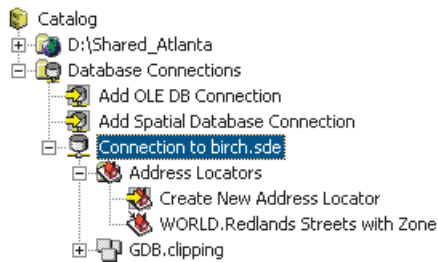 Catalog
D:\Shared_Atlanta
Database Connections
Add OLE DB Connection
Add Spatial Database Connection
Connection to birch.sde
Address Locators
Create New Address Locator
WORLD.Redlands Streets with Zone
GDB.clipping